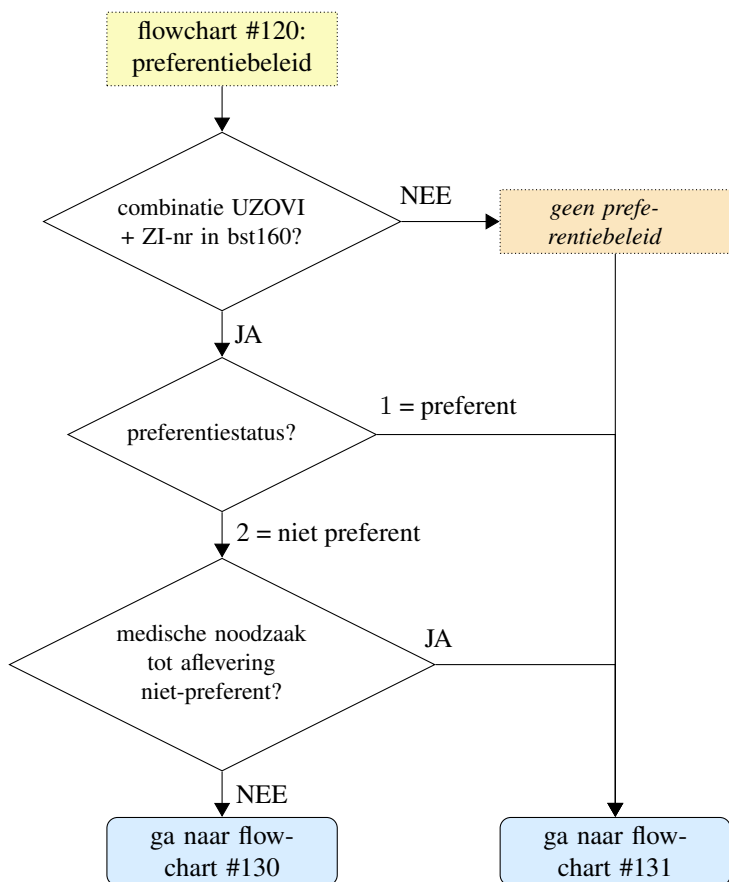 flowchart #120:
preferentiebeleid
combinatie UZOVI
+ ZI-nr in bst160?
NEE
geen prefe-
rentiebeleid
JA
preferentiestatus?
1 = preferent
2 = niet preferent
medische noodzaak
tot aflevering
niet-preferent?
JA
NEE
ga naar flow-
chart #130
ga naar flow-
chart #131